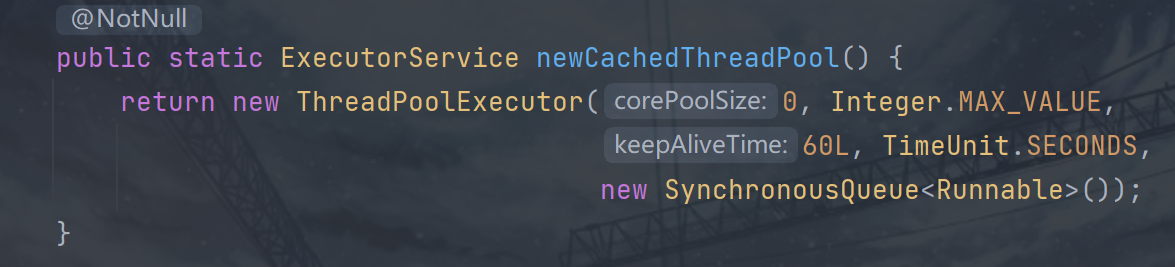 @NotNull
public static ExecutorService newCachedThreadPool() {
return new ThreadPoolExecutor( corePoolSize: 0, Integer.MAX_VALUE,
keepAliveTime: 60L, TimeUnit.SECONDS,
new SynchronousQueue<Runnable>());
}